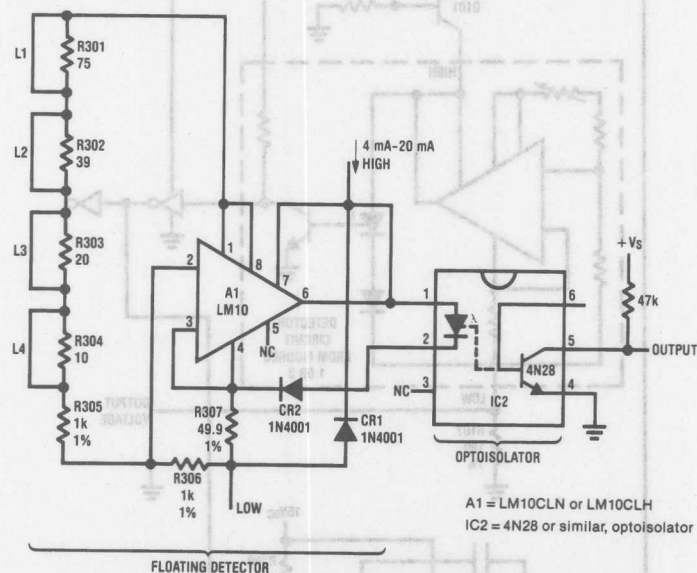 L1
R301
75
L2
R302
39
L3
R303
20
L4
R304
10
R305
1k
1%
4 mA–20 mA
HIGH
1
2
8
7
6
A1
LM10
3
5
NC
4
R307
49.9
1%
CR2
1N4001
CR1
1N4001
R306
1k
1%
LOW
FLOATING DETECTOR
+VS
47k
1
6
2
5
OUTPUT
4N28
NC
3
4
IC2
OPTOISOLATOR
A1 = LM10CLN or LM10CLH
IC2 = 4N28 or similar, optoisolator